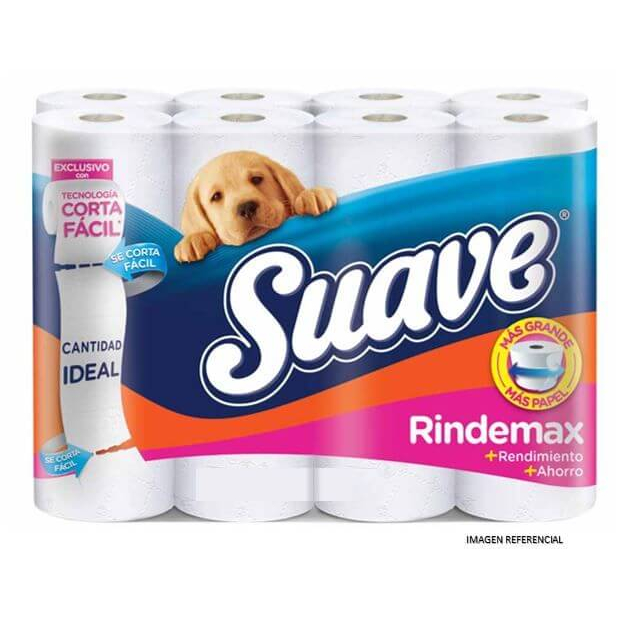 EXCLUSIVO
con
TECNOLOGÍA
CORTA
FÁCIL
SE CORTA
FÁCIL
CANTIDAD
IDEAL
SE CORTA
FÁCIL
Suave®
MÁS GRANDE
MÁS PAPEL
Rindemax
+Rendimiento
+Ahorro
IMAGEN REFERENCIAL